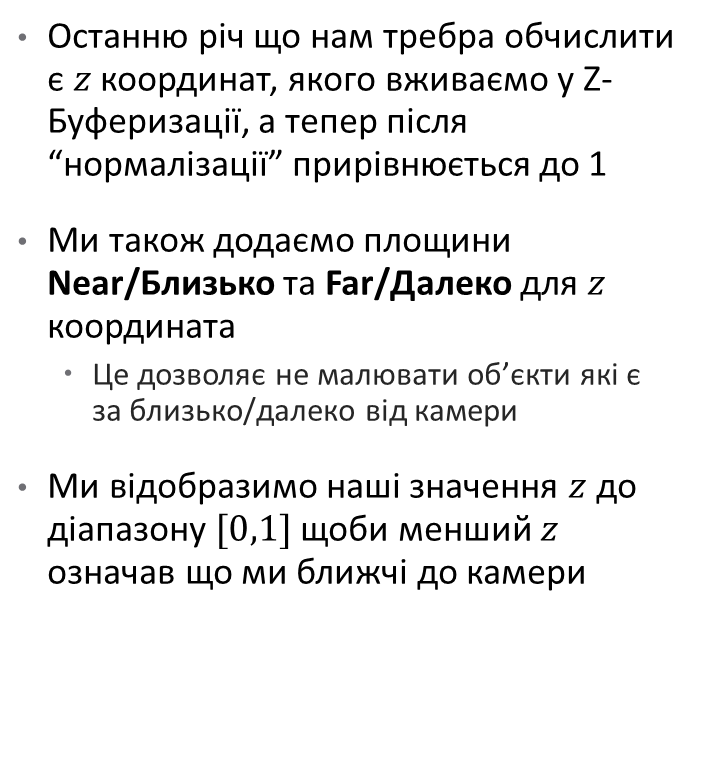 • Останню річ що нам требра обчислити
є z координат, якого вживаємо у Z-
Буферизації, а тепер після
“нормалізації” прирівнюється до 1
• Ми також додаємо площини
Near/Близько та Far/Далеко для z
координата
• Це дозволяє не малювати об’єкти які є
за близько/далеко від камери
• Ми відобразимо наші значення z до
діапазону [0,1] щоби менший z
означав що ми ближчі до камери